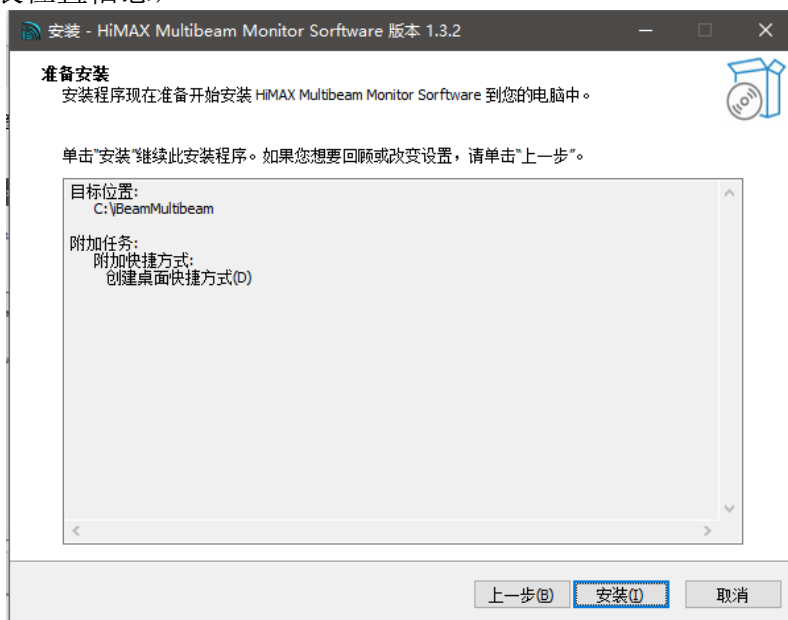 安装 - HiMAX Multibeam Monitor Sorftware 版本 1.3.2
准备安装
安装程序现在准备开始安装 HiMAX Multibeam Monitor Sorftware 到您的电脑中。
单击"安装"继续此安装程序。如果您想要回顾或改变设置，请单击"上一步"。
目标位置:
C:\iBeamMultibeam
附加任务:
附加快捷方式:
创建桌面快捷方式(D)
上一步(B)
安装(I)
取消